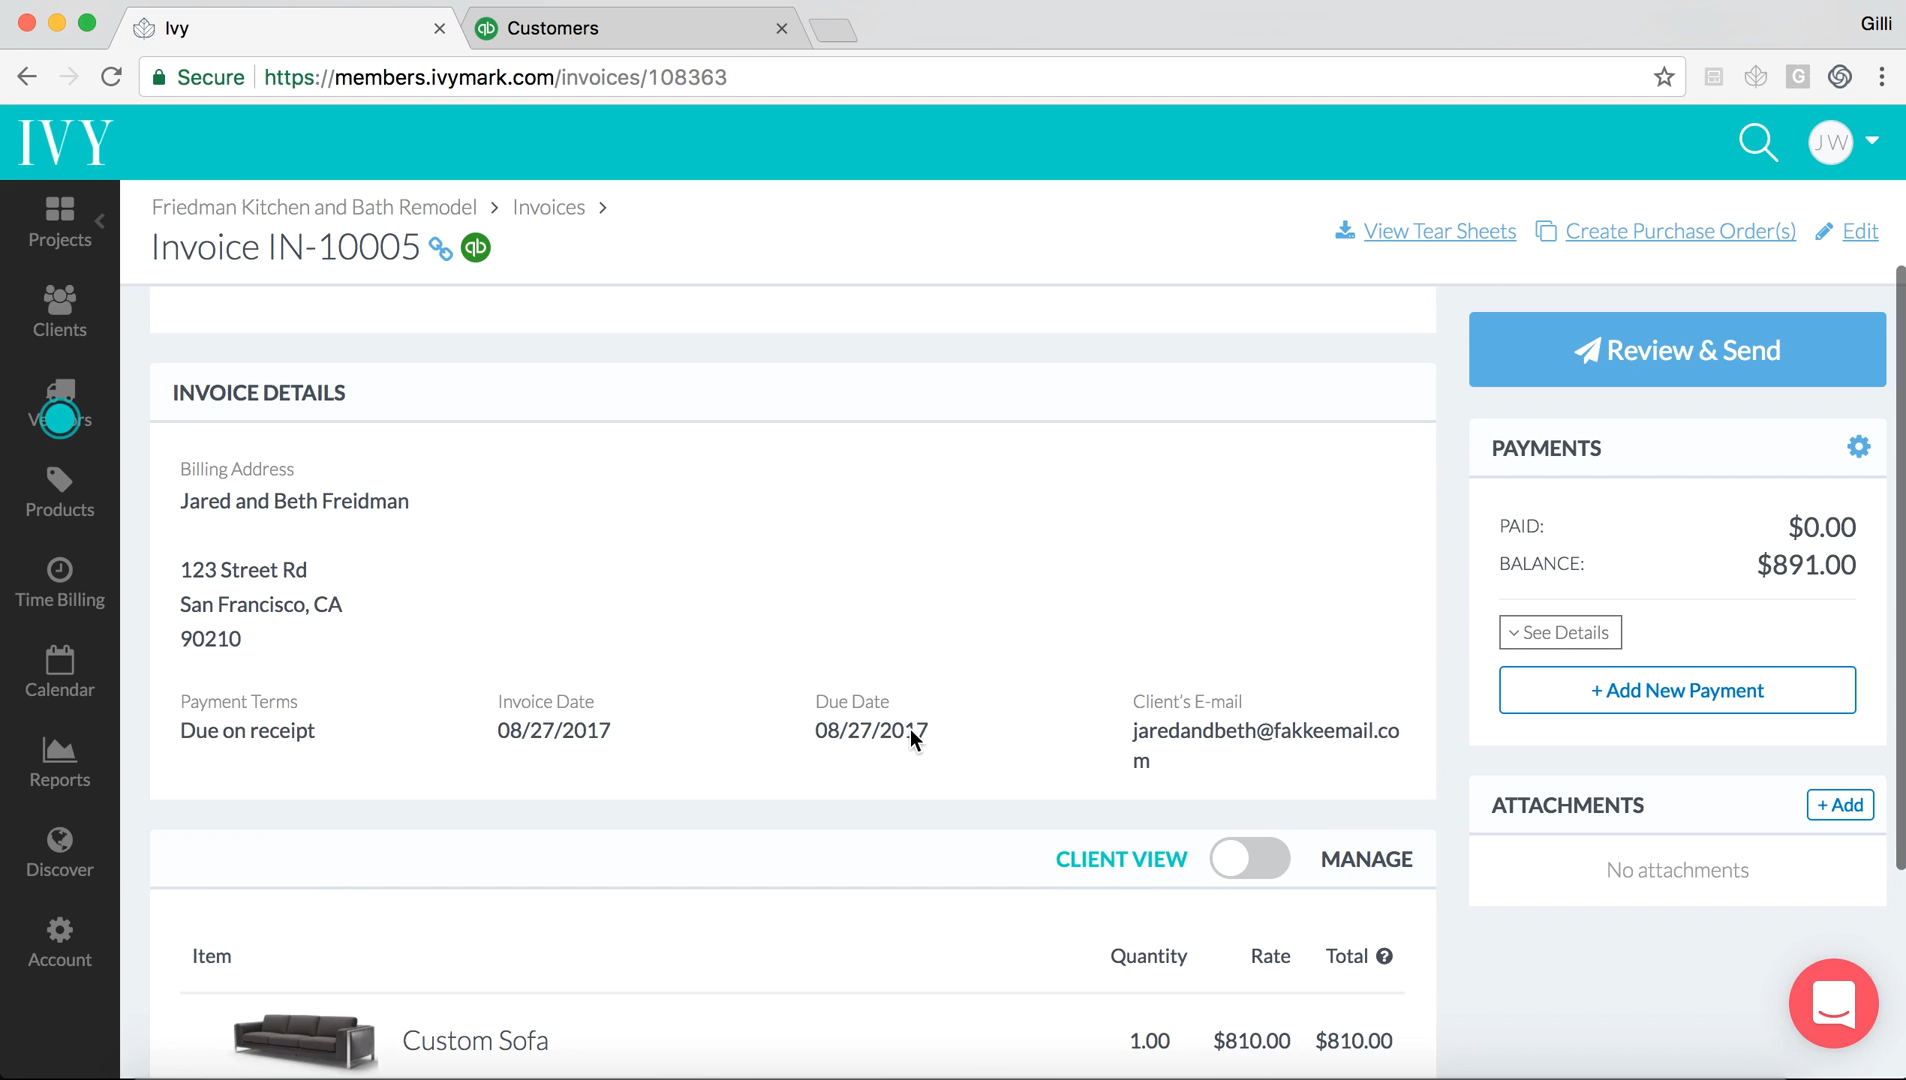 Ivy
Customers
Gilli
Secure
https://members.ivymark.com/invoices/108363
IVY
JW
Projects
Friedman Kitchen and Bath Remodel > Invoices >
Invoice IN-10005 qb
View Tear Sheets
Create Purchase Order(s)
Edit
Clients
Products
Time Billing
Calendar
Reports
Discover
Account
INVOICE DETAILS
Billing Address
Jared and Beth Freidman
123 Street Rd
San Francisco, CA
90210
Payment Terms
Due on receipt
Invoice Date
08/27/2017
Due Date
08/27/2017
Client's E-mail
jaredandbeth@fakkeemail.co
m
CLIENT VIEW
MANAGE
Item
Quantity
Rate
Total ?
Custom Sofa
1.00
$810.00
$810.00
Review & Send
PAYMENTS
PAID:
$0.00
BALANCE:
$891.00
See Details
+ Add New Payment
ATTACHMENTS
+ Add
No attachments